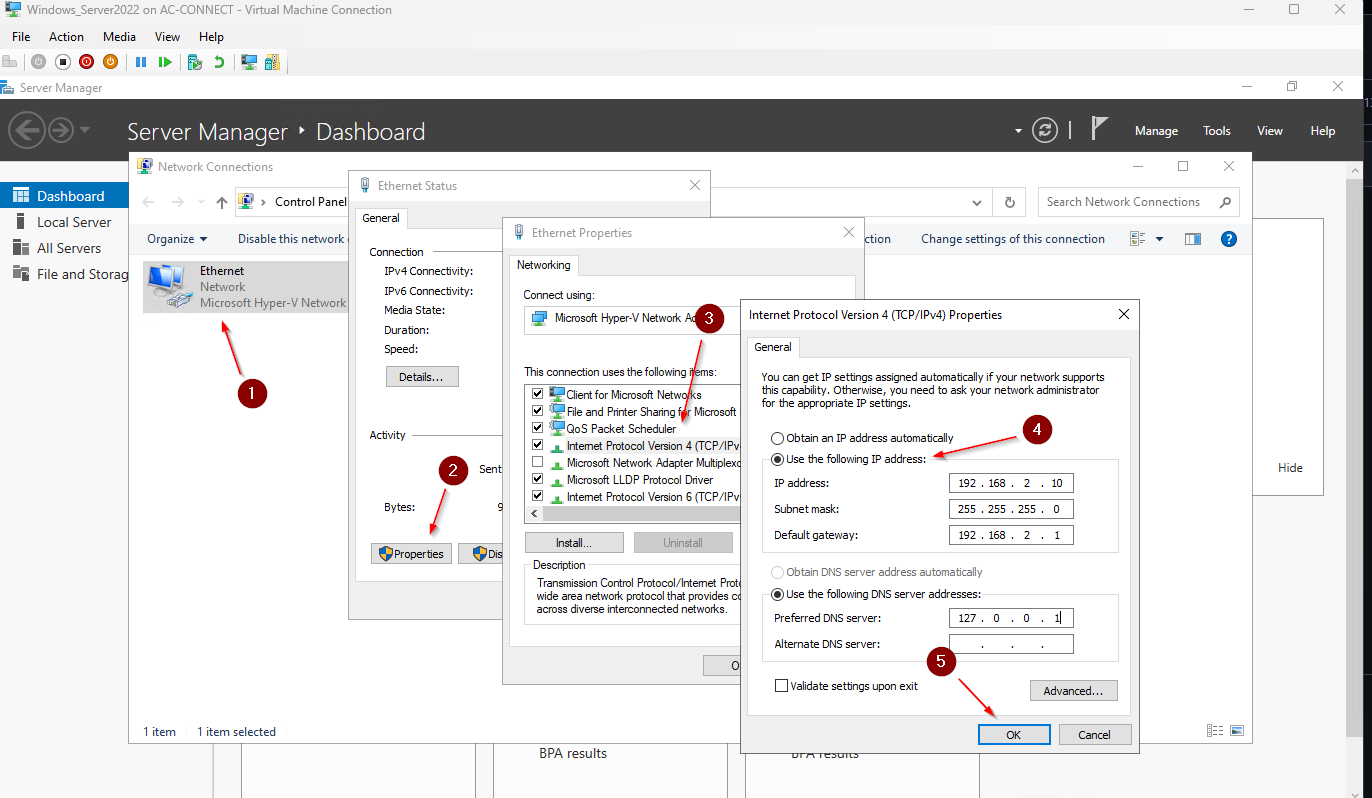 Windows_Server2022 on AC-CONNECT - Virtual Machine Connection
File Action Media View Help
Server Manager
Server Manager Dashboard
Manage Tools View Help
Dashboard
Local Server
All Servers
File and Storag
Network Connections
Control Panel
Search Network Connections
Organize
Disable this network
ction
Change settings of this connection
Ethernet
Network
Microsoft Hyper-V Network
1
Ethernet Status
General
Connection
IPv4 Connectivity:
IPv6 Connectivity:
Media State:
Duration:
Speed:
Details...
Activity
2
Sent
Bytes:
9
Properties
Dis
Ethernet Properties
Networking
Connect using:
Microsoft Hyper-V Network Ac
3
This connection uses the following items:
Client for Microsoft Networks
File and Printer Sharing for Microsoft
QoS Packet Scheduler
Internet Protocol Version 4 (TCP/IPv
Microsoft Network Adapter Multiplexo
Microsoft LLDP Protocol Driver
Internet Protocol Version 6 (TCP/IPv
Install...
Uninstall
Description
Transmission Control Protocol/Internet Proto
wide area network protocol that provides co
across diverse interconnected networks.
O
Internet Protocol Version 4 (TCP/IPv4) Properties
General
You can get IP settings assigned automatically if your network supports
this capability. Otherwise, you need to ask your network administrator
for the appropriate IP settings.
Obtain an IP address automatically
4
Use the following IP address:
IP address: 192 . 168 . 2 . 10
Subnet mask: 255 . 255 . 255 . 0
Default gateway: 192 . 168 . 2 . 1
Obtain DNS server address automatically
Use the following DNS server addresses:
Preferred DNS server: 127 . 0 . 0 . 1
Alternate DNS server: . . .
5
Validate settings upon exit
Advanced...
OK
Cancel
Hide
1 item 1 item selected
BPA results
BPA results